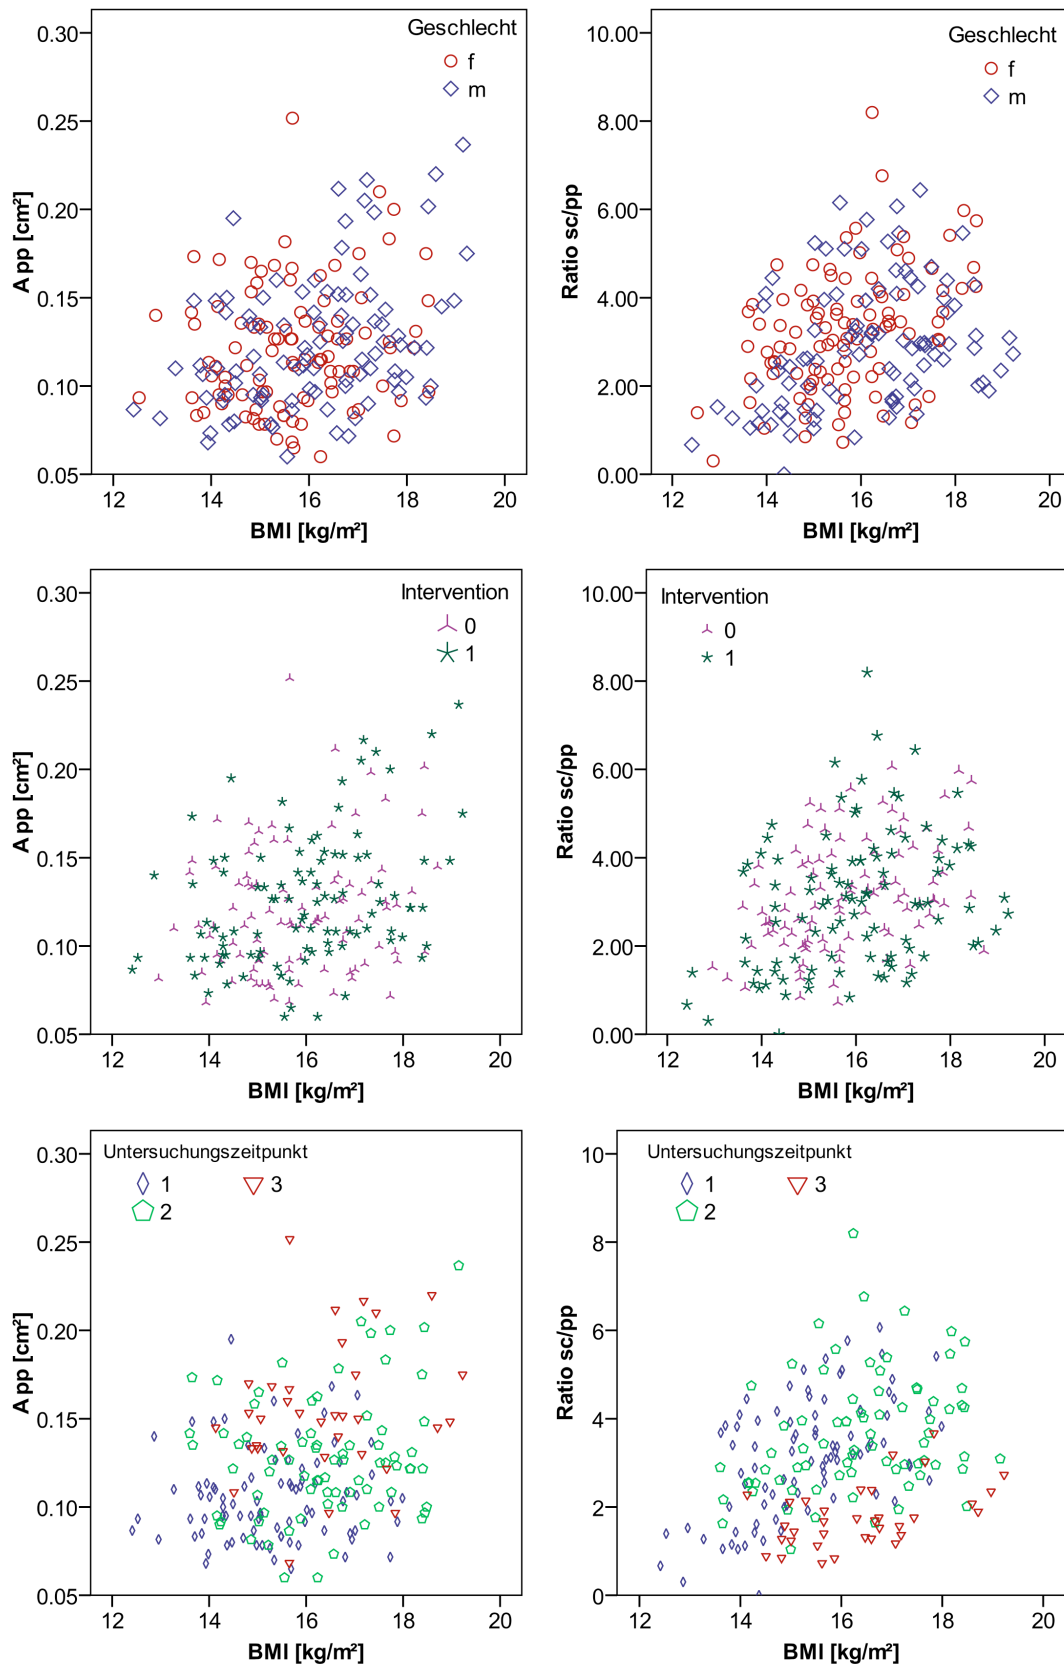 Geschlecht
f
m
0.30
0.25
0.20
0.15
0.10
0.05
App [cm²]
12 14 16 18 20
BMI [kg/m²]
Geschlecht
f
m
10.00
8.00
6.00
4.00
2.00
0.00
Ratio sc/pp
12 14 16 18 20
BMI [kg/m²]
Intervention
0
1
0.30
0.25
0.20
0.15
0.10
0.05
App [cm²]
12 14 16 18 20
BMI [kg/m²]
Intervention
0
1
10.00
8.00
6.00
4.00
2.00
0.00
Ratio sc/pp
12 14 16 18 20
BMI [kg/m²]
Untersuchungszeitpunkt
1 3
2
0.30
0.25
0.20
0.15
0.10
0.05
App [cm²]
12 14 16 18 20
BMI [kg/m²]
Untersuchungszeitpunkt
1 3
2
10
8
6
4
2
0
Ratio sc/pp
12 14 16 18 20
BMI [kg/m²]